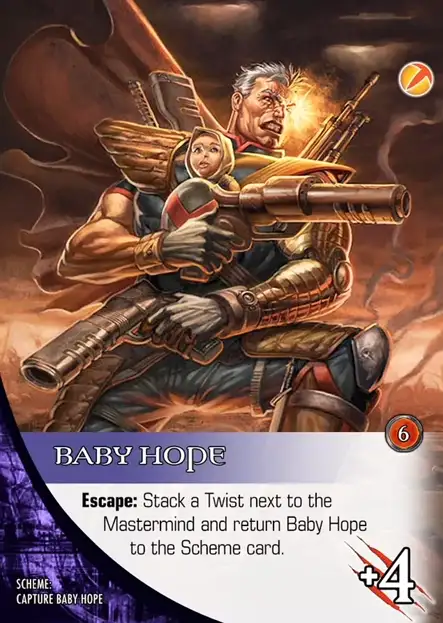 6
BABY HOPE
Escape: Stack a Twist next to the
Mastermind and return Baby Hope
to the Scheme card.
+4
SCHEME:
CAPTURE BABY HOPE